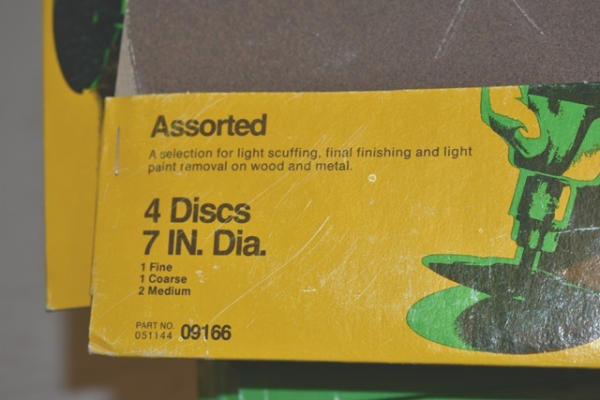 Assorted
A selection for light scuffing, final finishing and light
paint removal on wood and metal.
4 Discs
7 IN. Dia.
1 Fine
1 Coarse
2 Medium
PART NO.
051144 09166